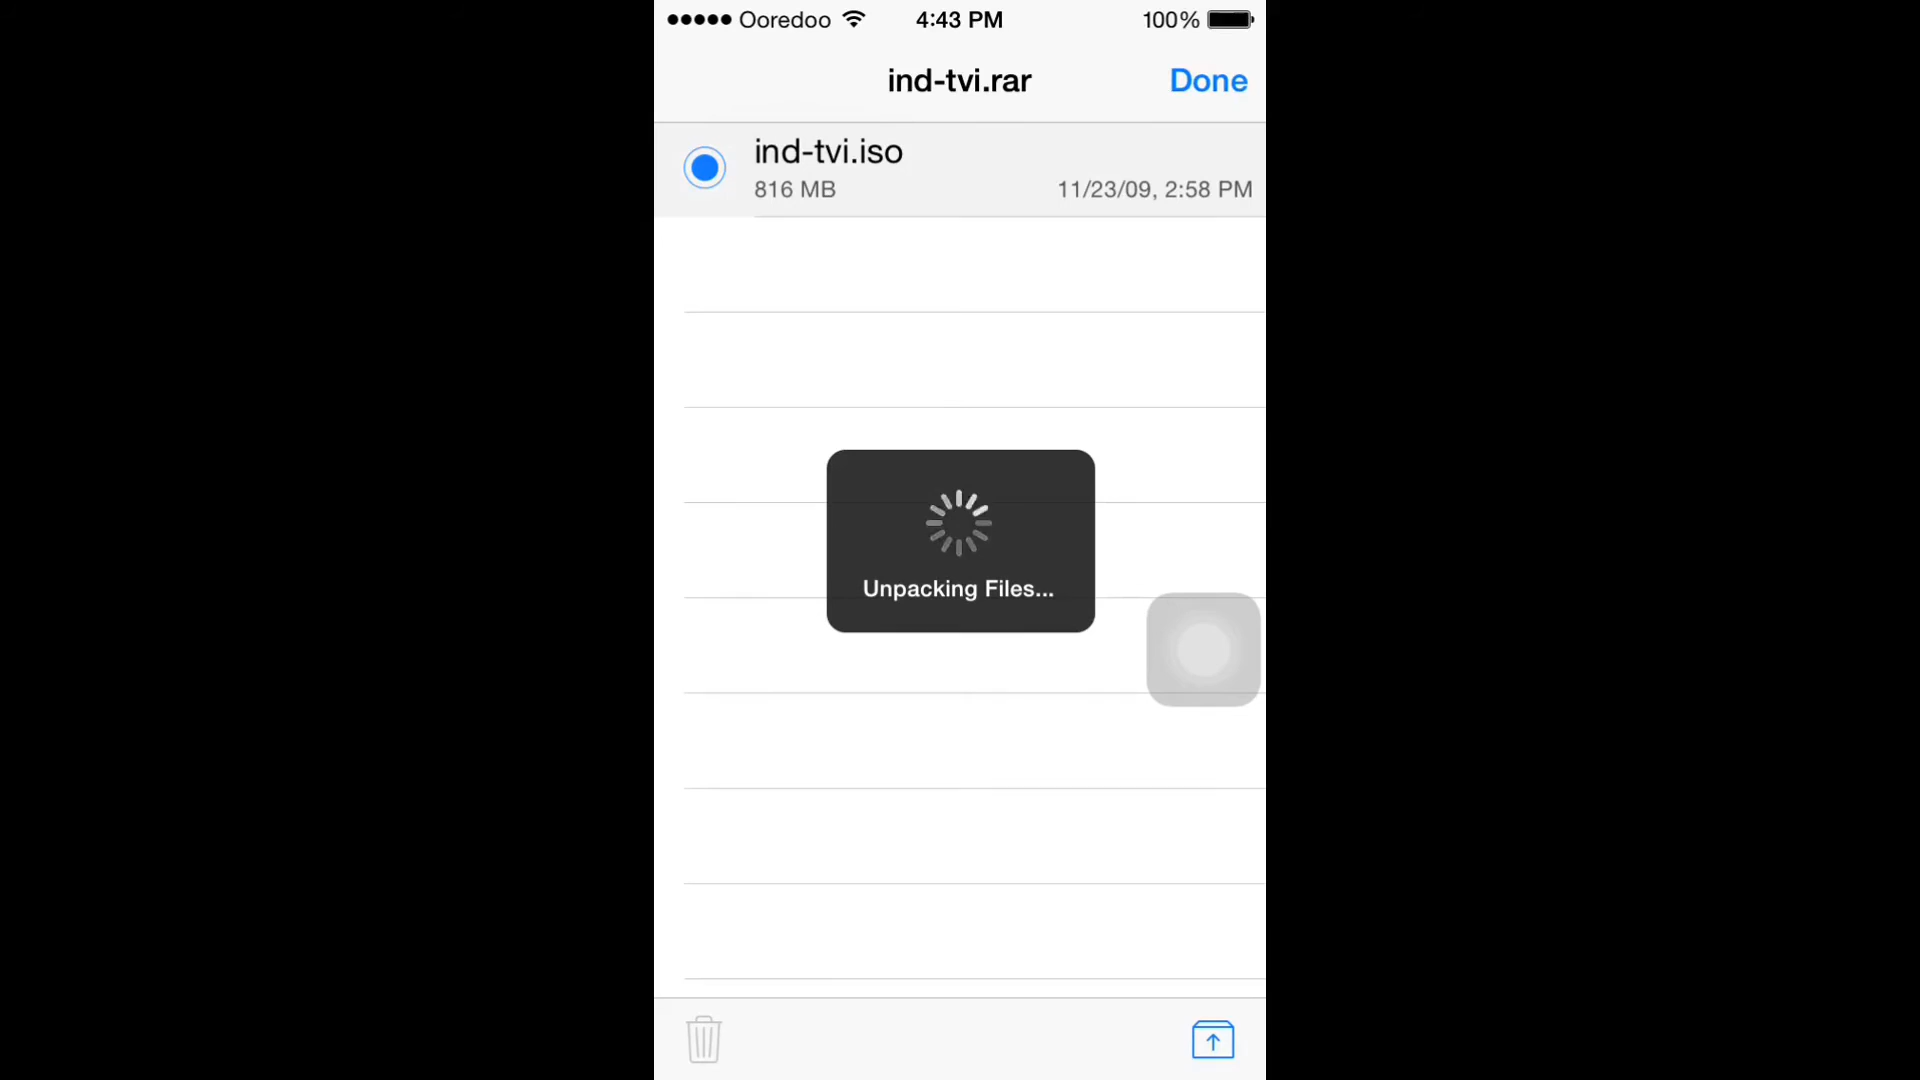 Ooredoo 4:43 PM 100%
ind-tvi.rar Done
ind-tvi.iso
816 MB 11/23/09, 2:58 PM
Unpacking Files...